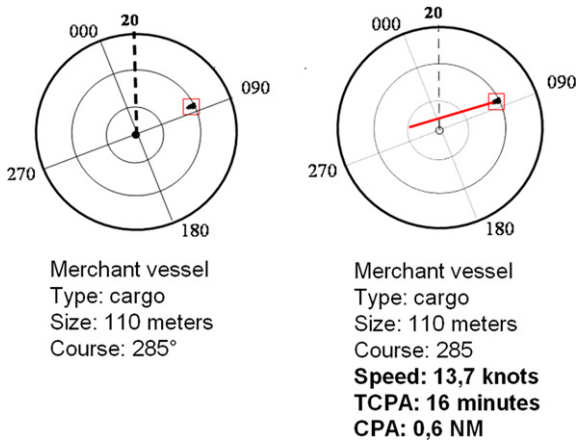 20
000
090
270
180
Merchant vessel
Type: cargo
Size: 110 meters
Course: 285°
20
000
090
270
180
Merchant vessel
Type: cargo
Size: 110 meters
Course: 285
Speed: 13,7 knots
TCPA: 16 minutes
CPA: 0,6 NM